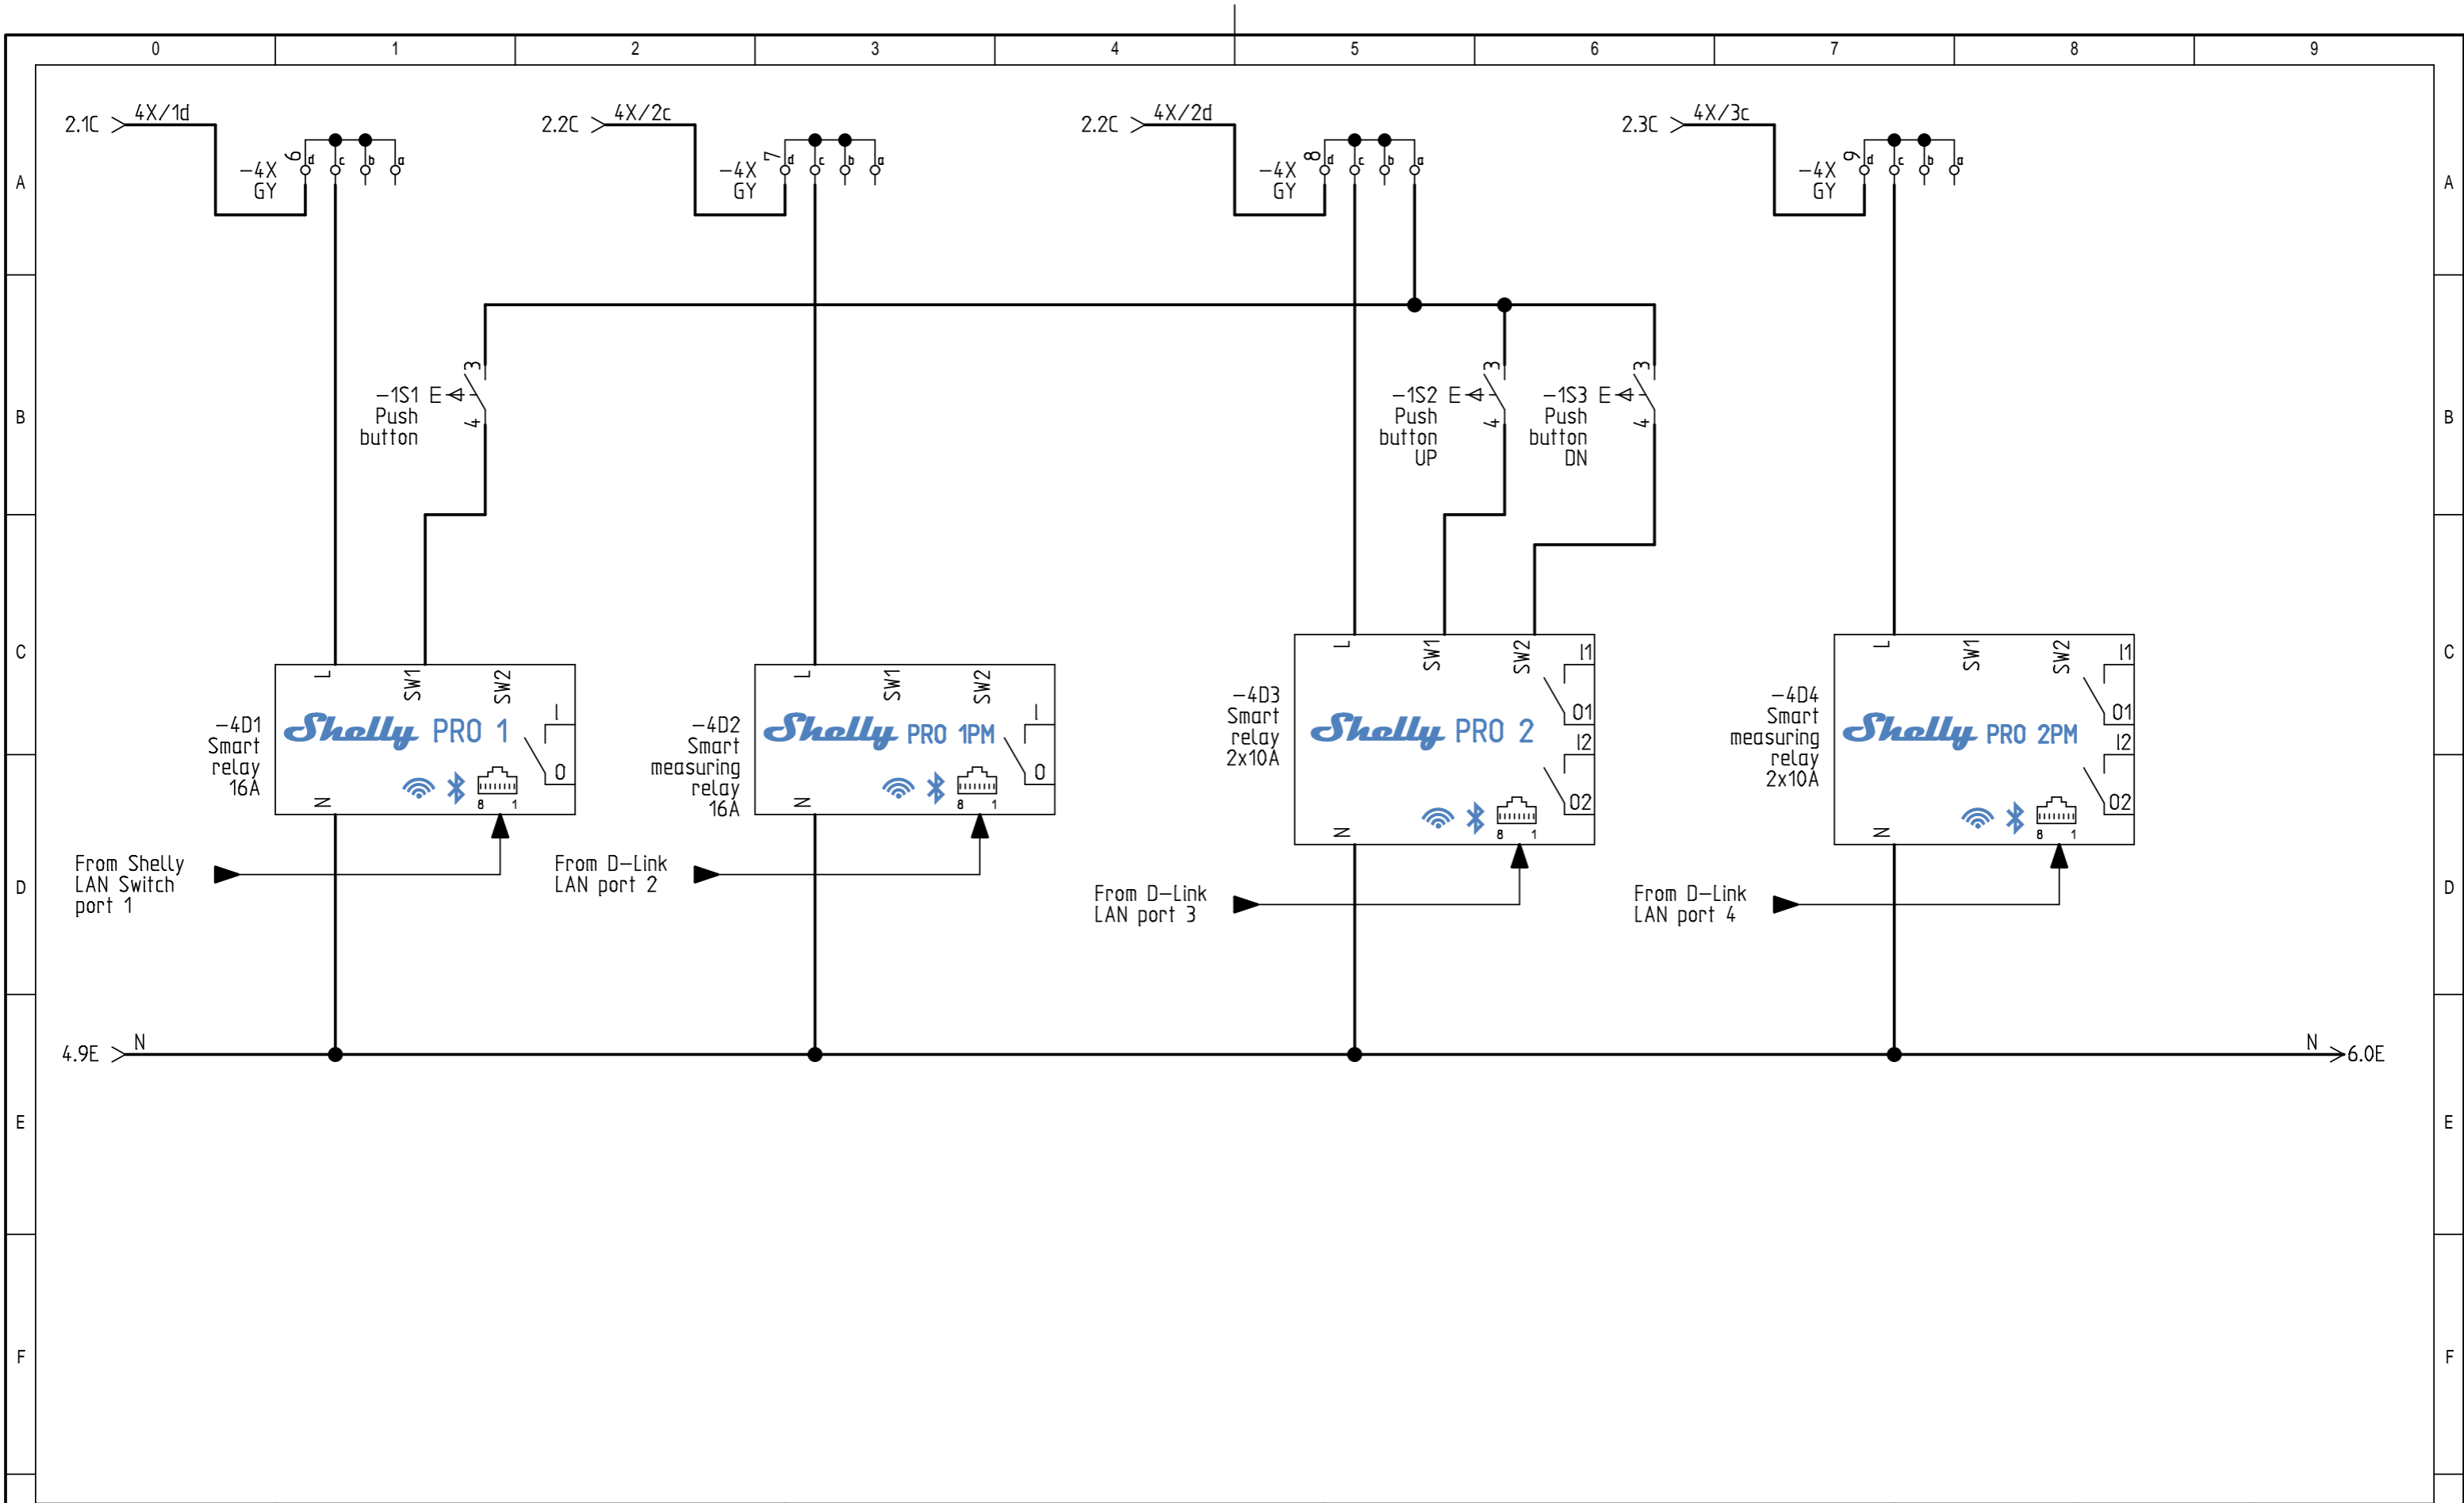 0 1 2 3 4 5 6 7 8 9
2.1C 4X/1d
2.2C 4X/2c
2.2C 4X/2d
2.3C 4X/3c
6 d c b a
-4X
GY
7 d c b a
-4X
GY
8 d c b a
-4X
GY
9 d c b a
-4X
GY
A A
3
-1S1 E
Push
button
4
3
-1S2 E
Push
button
UP
4
3
-1S3 E
Push
button
DN
4
B B
C C
-4D1
Smart
relay
16A
L SW1 SW2 I
Shelly PRO 1
O
N 8 1
-4D2
Smart
measuring
relay
16A
L SW1 SW2 I
Shelly PRO 1PM
O
N 8 1
-4D3
Smart
relay
2x10A
L SW1 SW2 I1
O1
Shelly PRO 2
I2
O2
N 8 1
-4D4
Smart
measuring
relay
2x10A
L SW1 SW2 I1
O1
Shelly PRO 2PM
I2
O2
N 8 1
D D
From Shelly
LAN Switch
port 1
From D-Link
LAN port 2
From D-Link
LAN port 3
From D-Link
LAN port 4
4.9E N
N 6.0E
E E
F F